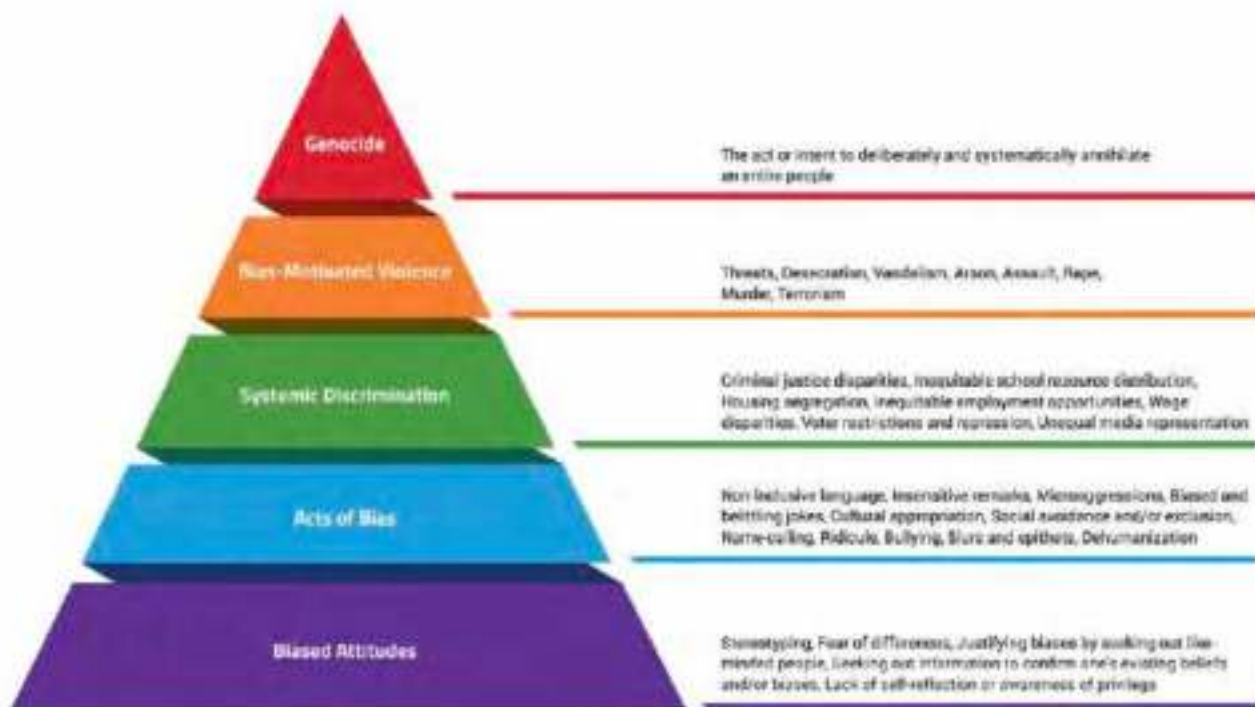 Genocide
The act or intent to deliberately and systematically annihilate
an entire people
Bias-Motivated Violence
Threats, Desecration, Vandalism, Arson, Assault, Rape,
Murder, Terrorism
Systemic Discrimination
Criminal justice disparities, Inequitable school resource distribution,
Housing segregation, Inequitable employment opportunities, Wage
disparities, Voter restrictions and repression, Unequal media representation
Acts of Bias
Non-inclusive language, Insensitive remarks, Microaggressions, Biased and
belittling jokes, Cultural appropriation, Social avoidance and/or exclusion,
Name-calling, Ridicule, Bullying, Slurs and epithets, Dehumanization
Biased Attitudes
Stereotyping, Fear of differences, Justifying biases by seeking out like-
minded people, Seeking out information to confirm one's existing beliefs
and/or biases, Lack of self-reflection or awareness of privilege